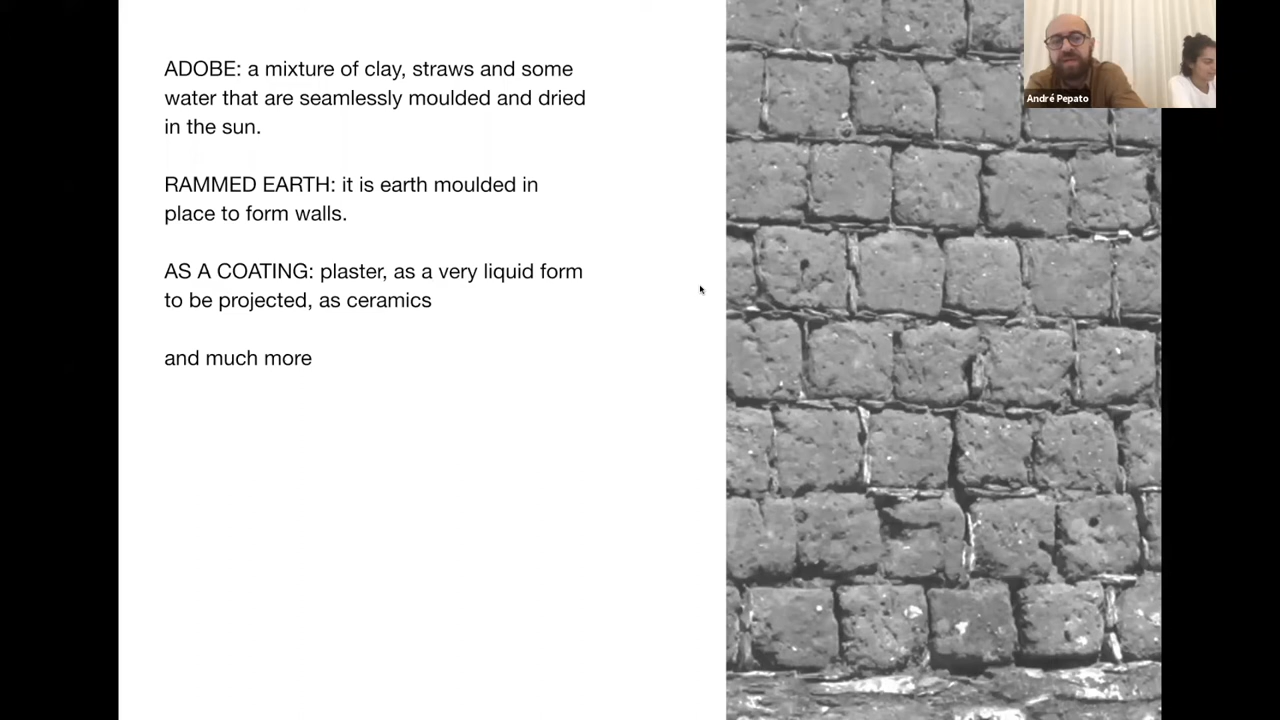 ADOBE: a mixture of clay, straws and some
water that are seamlessly moulded and dried
in the sun.
RAMMED EARTH: it is earth moulded in
place to form walls.
AS A COATING: plaster, as a very liquid form
to be projected, as ceramics
and much more
André Pepato